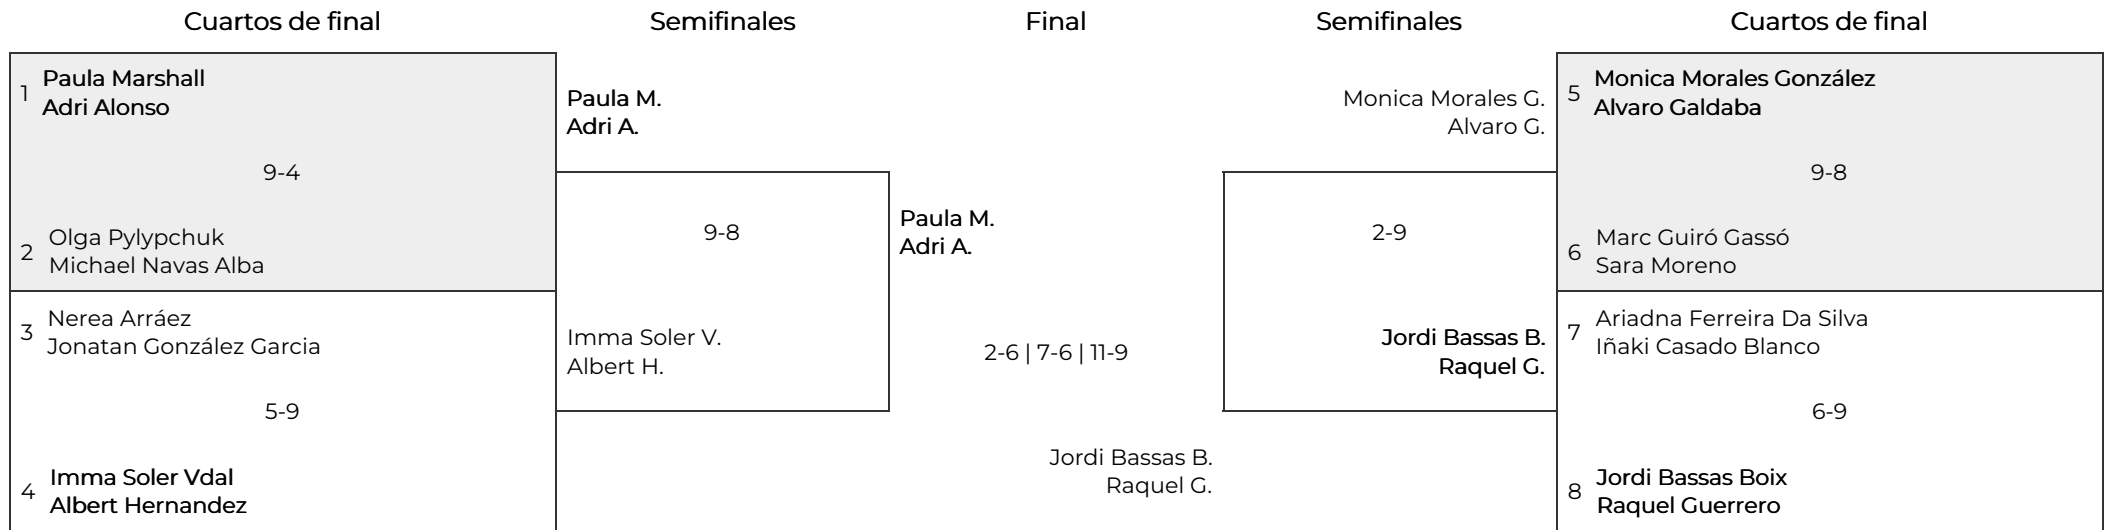 Cuartos de final
Semifinales
Final
Semifinales
Cuartos de final
1
Paula Marshall
Adri Alonso
9-4
2
Olga Pylypchuk
Michael Navas Alba
3
Nerea Arráez
Jonatan González Garcia
5-9
4
Imma Soler Vdal
Albert Hernandez
Paula M.
Adri A.
9-8
Imma Soler V.
Albert H.
Paula M.
Adri A.
2-6 | 7-6 | 11-9
Jordi Bassas B.
Raquel G.
Monica Morales G.
Alvaro G.
2-9
Jordi Bassas B.
Raquel G.
5
Monica Morales González
Alvaro Galdaba
9-8
6
Marc Guiró Gassó
Sara Moreno
7
Ariadna Ferreira Da Silva
Iñaki Casado Blanco
6-9
8
Jordi Bassas Boix
Raquel Guerrero